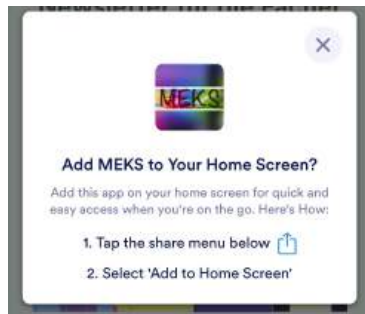 MEKS
Add MEKS to Your Home Screen?
Add this app on your home screen for quick and
easy access when you're on the go. Here's How:
1. Tap the share menu below
2. Select 'Add to Home Screen'